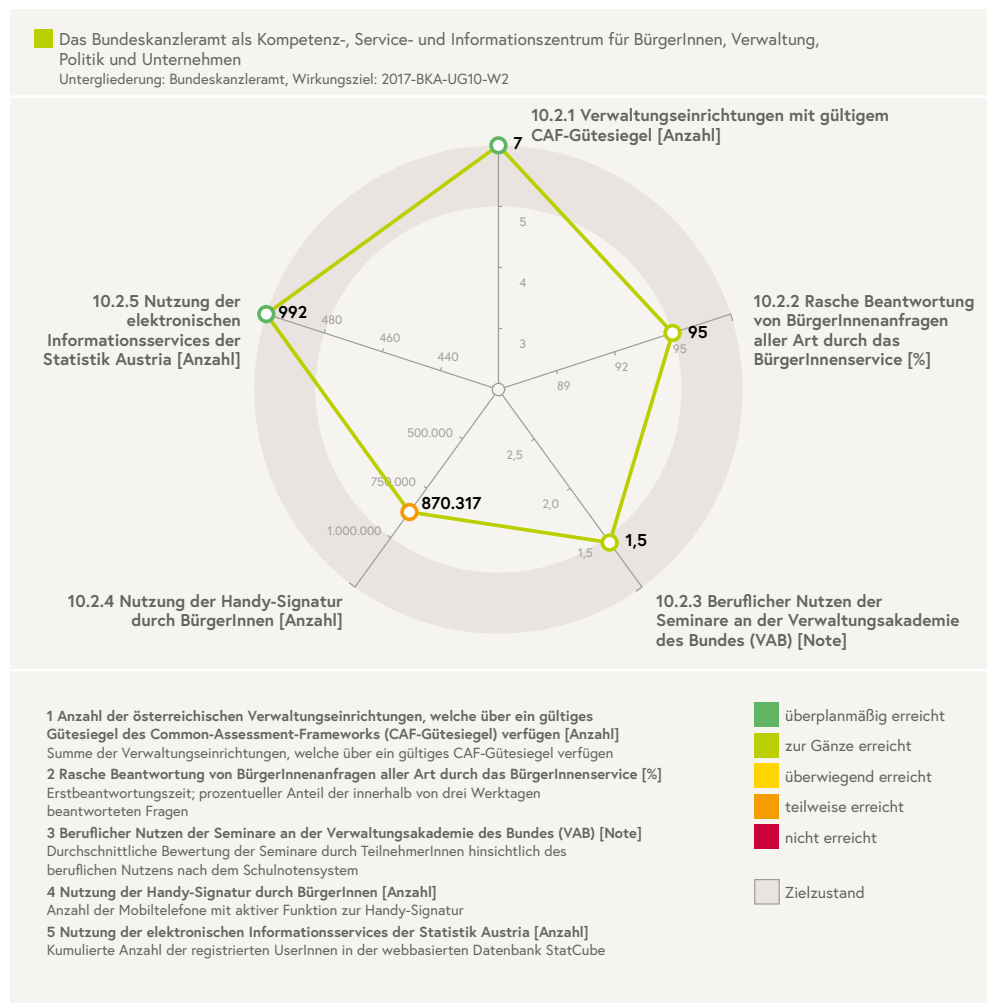 Das Bundeskanzleramt als Kompetenz-, Service- und Informationszentrum für BürgerInnen, Verwaltung,
Politik und Unternehmen
Untergliederung: Bundeskanzleramt, Wirkungsziel: 2017-BKA-UG10-W2
10.2.1 Verwaltungseinrichtungen mit gültigem
CAF-Gütesiegel [Anzahl]
7
5
4
3
10.2.2 Rasche Beantwortung
von BürgerInnenanfragen
aller Art durch das
BürgerInnenservice [%]
95
95
92
89
10.2.5 Nutzung der
elektronischen
Informationsservices der
Statistik Austria [Anzahl]
992
480
460
440
500.000
750.000
870.317
1.000.000
10.2.4 Nutzung der Handy-Signatur
durch BürgerInnen [Anzahl]
2,5
2,0
1,5
1,5
10.2.3 Beruflicher Nutzen der
Seminare an der Verwaltungsakademie
des Bundes (VAB) [Note]
1 Anzahl der österreichischen Verwaltungseinrichtungen, welche über ein gültiges
Gütesiegel des Common-Assessment-Frameworks (CAF-Gütesiegel) verfügen [Anzahl]
Summe der Verwaltungseinrichtungen, welche über ein gültiges CAF-Gütesiegel verfügen
2 Rasche Beantwortung von BürgerInnenanfragen aller Art durch das BürgerInnenservice [%]
Erstbeantwortungszeit; prozentueller Anteil der innerhalb von drei Werktagen
beantworteten Fragen
3 Beruflicher Nutzen der Seminare an der Verwaltungsakademie des Bundes (VAB) [Note]
Durchschnittliche Bewertung der Seminare durch TeilnehmerInnen hinsichtlich des
beruflichen Nutzens nach dem Schulnotensystem
4 Nutzung der Handy-Signatur durch BürgerInnen [Anzahl]
Anzahl der Mobiltelefone mit aktiver Funktion zur Handy-Signatur
5 Nutzung der elektronischen Informationsservices der Statistik Austria [Anzahl]
Kumulierte Anzahl der registrierten UserInnen in der webbasierten Datenbank StatCube
überplanmäßig erreicht
zur Gänze erreicht
überwiegend erreicht
teilweise erreicht
nicht erreicht
Zielzustand